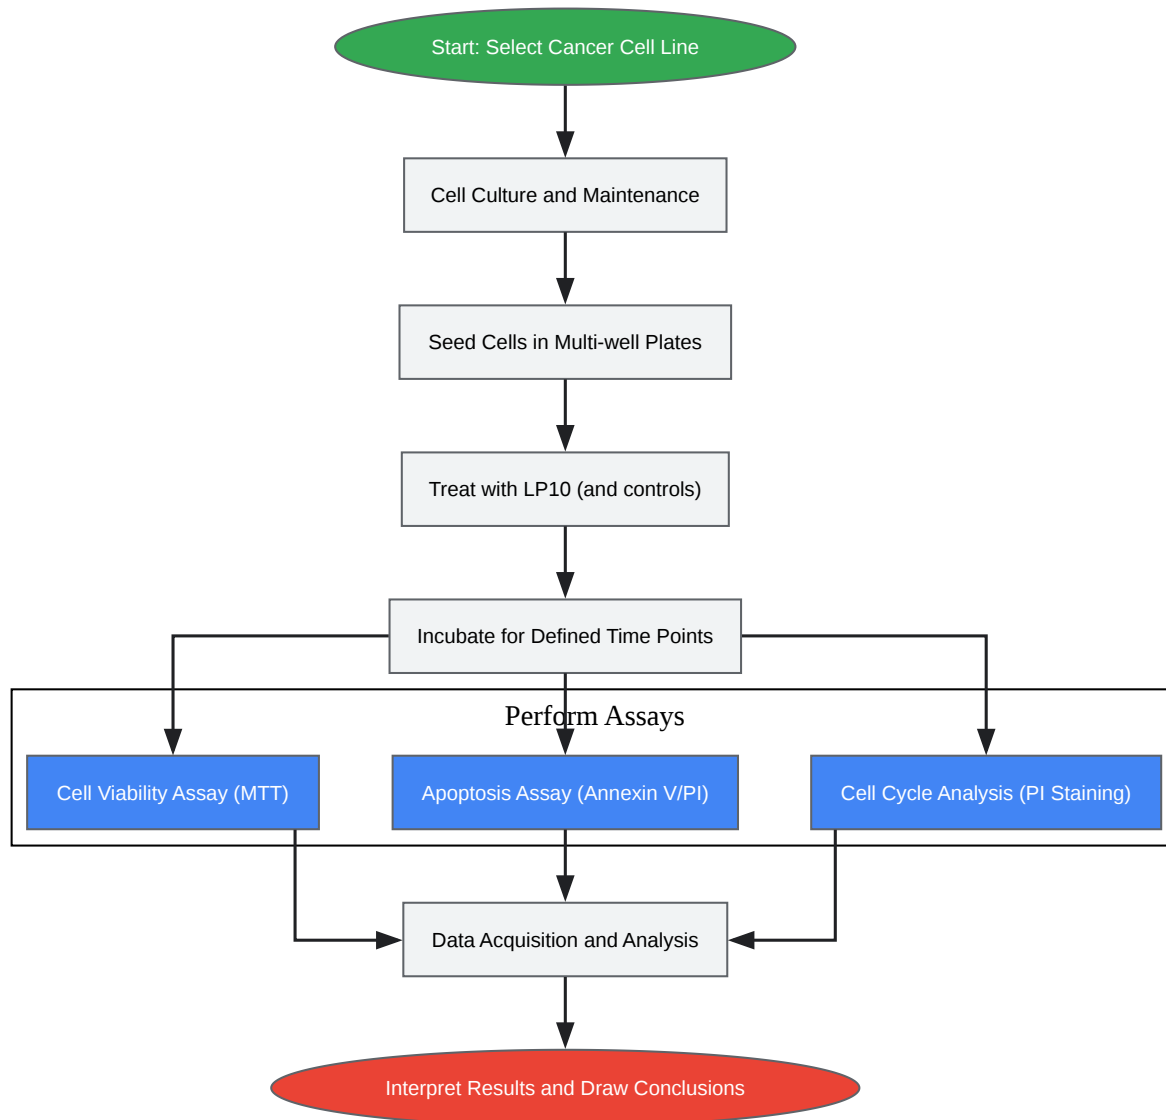 Start: Select Cancer Cell Line
Cell Culture and Maintenance
Seed Cells in Multi-well Plates
Treat with LP10 (and controls)
Incubate for Defined Time Points
Perform Assays
Cell Viability Assay (MTT)
Apoptosis Assay (Annexin V/PI)
Cell Cycle Analysis (PI Staining)
Data Acquisition and Analysis
Interpret Results and Draw Conclusions